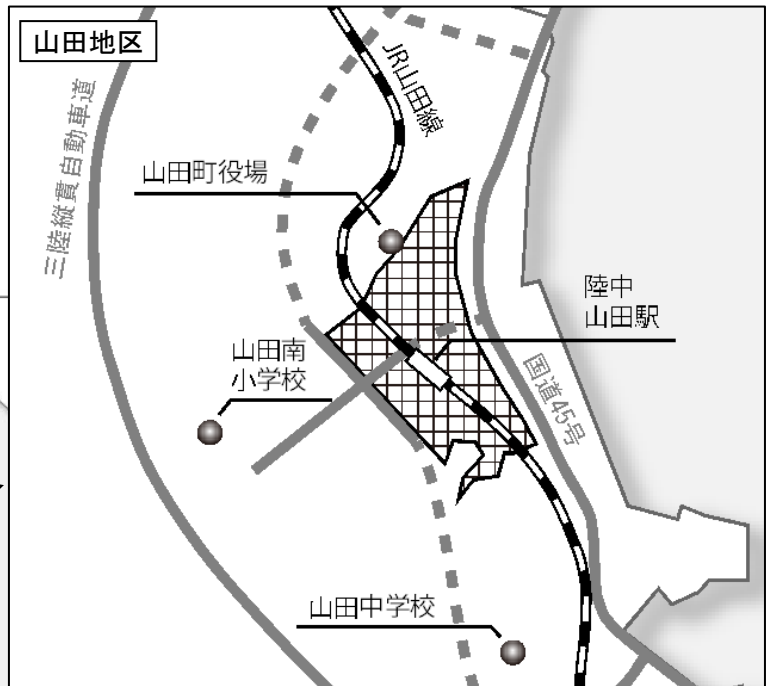 山田地区
JR山田線
三陸縦貫自動車道
山田町役場
陸中
山田駅
山田南
小学校
国道45号
山田中学校